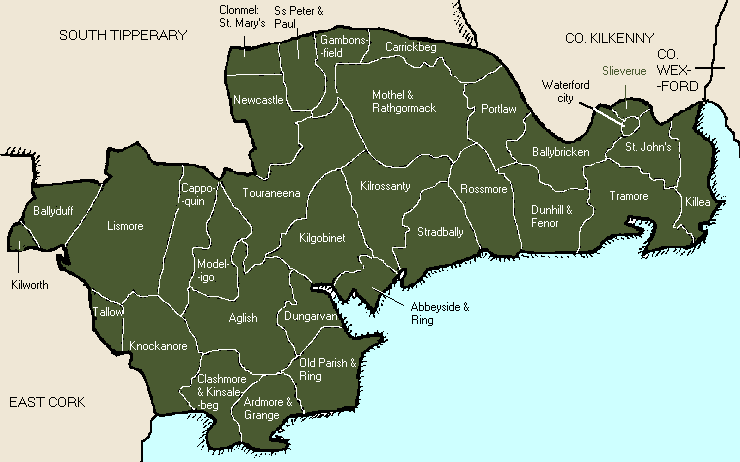 Clonmel:
St. Mary's
Ss Peter &
Paul
SOUTH TIPPERARY
Gambons-
-field
Carrickbeg
CO. KILKENNY
CO.
WEX-
-FORD
Slieverue
Waterford
city
Newcastle
Mothel &
Rathgormack
Portlaw
Ballybricken
St. John's
Touraneena
Kilrossanty
Rossmore
Tramore
Killea
Cappo-
-quin
Ballyduff
Lismore
Dunhill &
Fenor
Stradbally
Kilgobinet
Model-
-igo
Kilworth
Abbeyside &
Ring
Tallow
Aglish
Dungarvan
Knockanore
Old Parish &
Ring
Clashmore
& Kinsale-
-beg
Ardmore &
Grange
EAST CORK